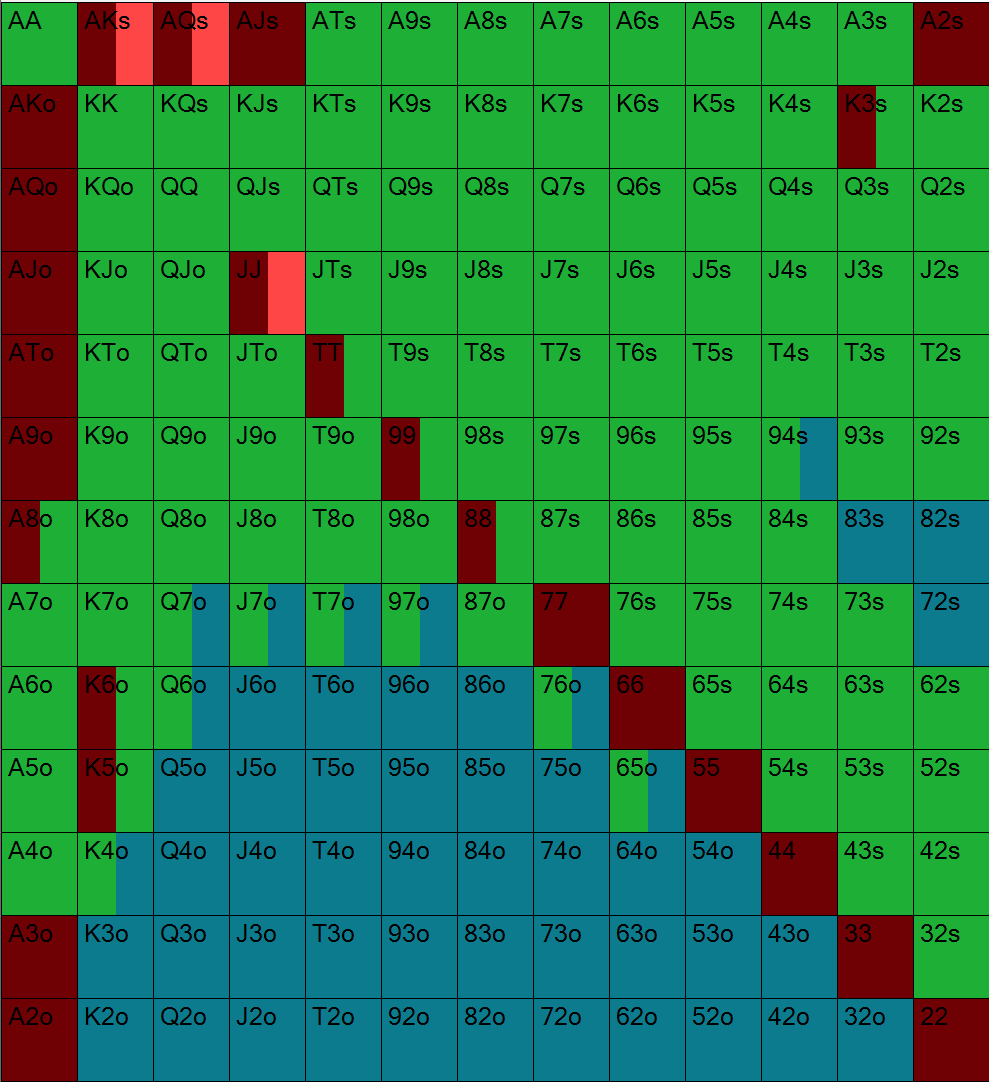 AA AKs AQs AJs ATs A9s A8s A7s A6s A5s A4s A3s A2s
AKo KK KQs KJs KTs K9s K8s K7s K6s K5s K4s K3s K2s
AQo KQo QQ QJs QTs Q9s Q8s Q7s Q6s Q5s Q4s Q3s Q2s
AJo KJo QJo JJ JTs J9s J8s J7s J6s J5s J4s J3s J2s
ATo KTo QTo JTo TT T9s T8s T7s T6s T5s T4s T3s T2s
A9o K9o Q9o J9o T9o 99 98s 97s 96s 95s 94s 93s 92s
A8o K8o Q8o J8o T8o 98o 88 87s 86s 85s 84s 83s 82s
A7o K7o Q7o J7o T7o 97o 87o 77 76s 75s 74s 73s 72s
A6o K6o Q6o J6o T6o 96o 86o 76o 66 65s 64s 63s 62s
A5o K5o Q5o J5o T5o 95o 85o 75o 65o 55 54s 53s 52s
A4o K4o Q4o J4o T4o 94o 84o 74o 64o 54o 44 43s 42s
A3o K3o Q3o J3o T3o 93o 83o 73o 63o 53o 43o 33 32s
A2o K2o Q2o J2o T2o 92o 82o 72o 62o 52o 42o 32o 22